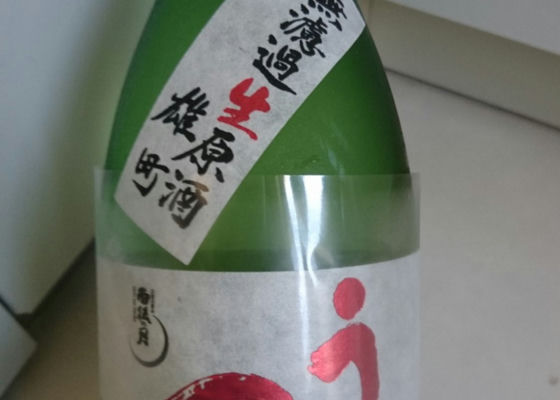 無濾過生原酒
雄町
雨後の月
う